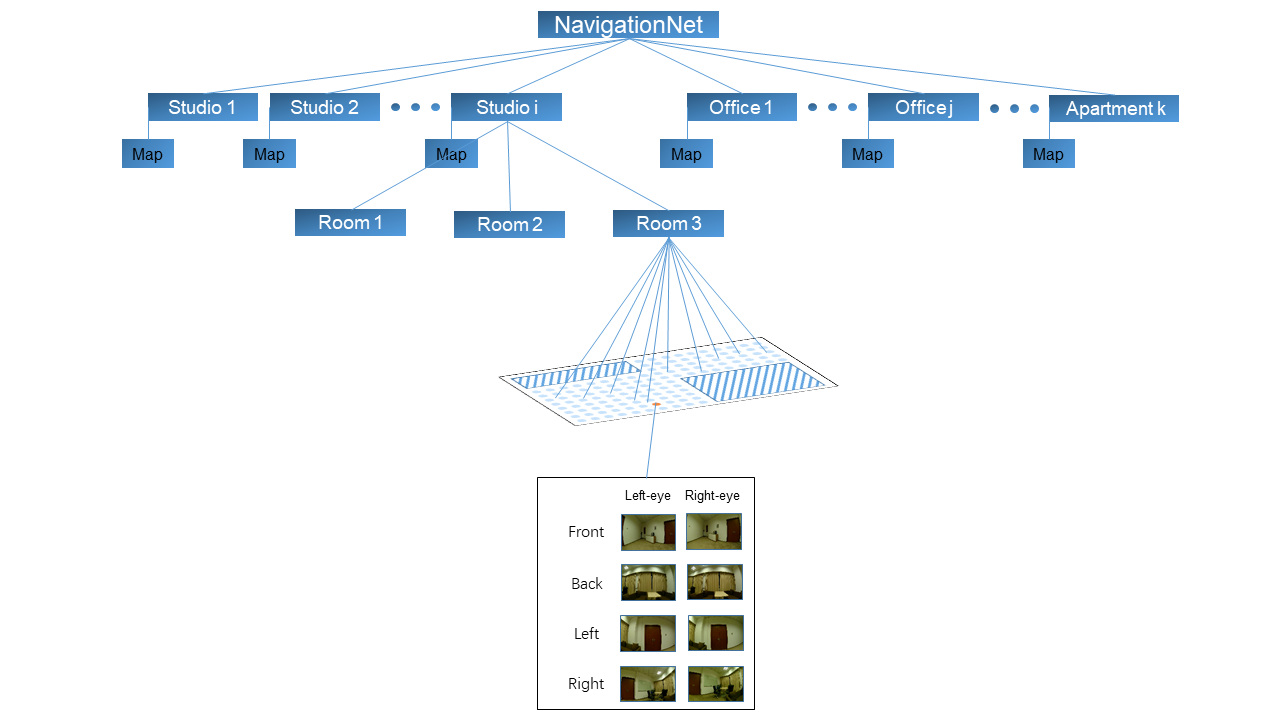 NavigationNet
Studio 1
Studio 2
Studio i
Office 1
Office j
Apartment k
Map
Map
Map
Map
Map
Map
Room 1
Room 2
Room 3
Left-eye
Right-eye
Front
Back
Left
Right